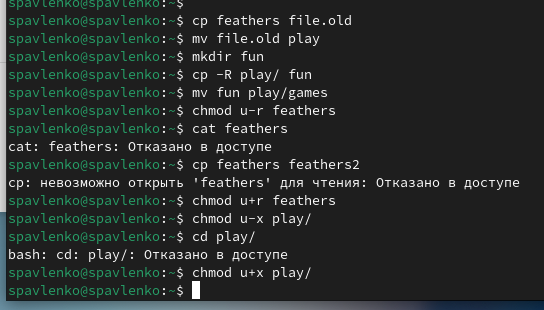 spavlenko@spavlenko:~$
spavlenko@spavlenko:~$ cp feathers file.old
spavlenko@spavlenko:~$ mv file.old play
spavlenko@spavlenko:~$ mkdir fun
spavlenko@spavlenko:~$ cp -R play/ fun
spavlenko@spavlenko:~$ mv fun play/games
spavlenko@spavlenko:~$ chmod u-r feathers
spavlenko@spavlenko:~$ cat feathers
cat: feathers: Отказано в доступе
spavlenko@spavlenko:~$ cp feathers feathers2
cp: невозможно открыть 'feathers' для чтения: Отказано в доступе
spavlenko@spavlenko:~$ chmod u+r feathers
spavlenko@spavlenko:~$ chmod u-x play/
spavlenko@spavlenko:~$ cd play/
bash: cd: play/: Отказано в доступе
spavlenko@spavlenko:~$ chmod u+x play/
spavlenko@spavlenko:~$